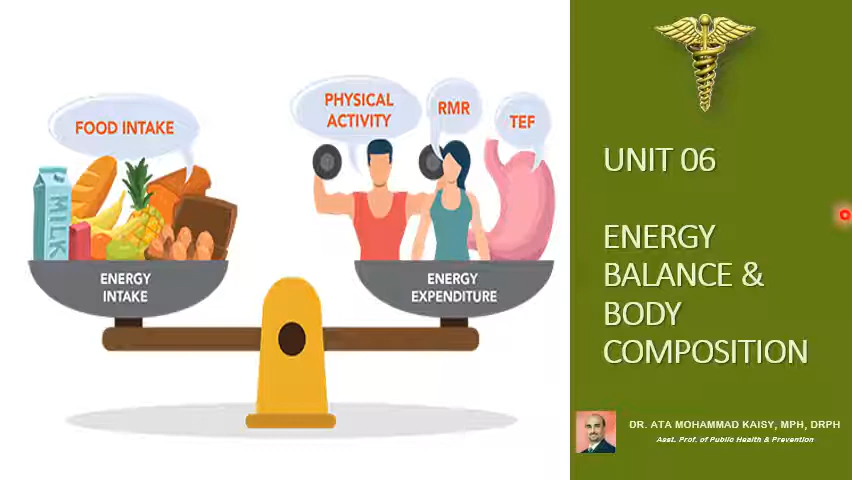 FOOD INTAKE
PHYSICAL
ACTIVITY
RMR
TEF
MILK
ENERGY
INTAKE
ENERGY
EXPENDITURE
UNIT 06
ENERGY
BALANCE &
BODY
COMPOSITION
DR. ATA MOHAMMAD KAISY, MPH, DRPH
Asst. Prof. of Public Health & Prevention